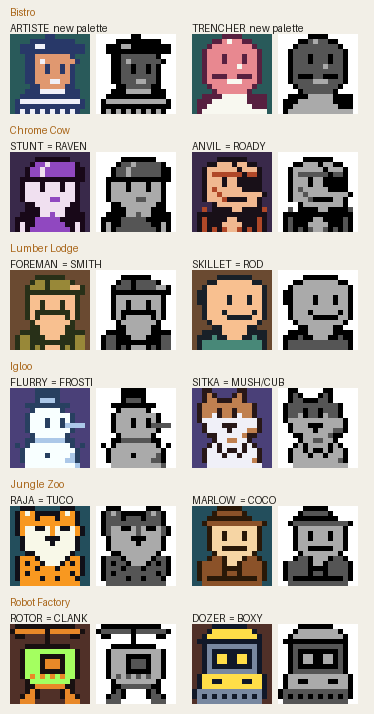 Bistro
ARTISTE new palette
TRENCHER new palette
Chrome Cow
STUNT = RAVEN
ANVIL = ROADY
Lumber Lodge
FOREMAN = SMITH
SKILLET = ROD
Igloo
FLURRY = FROSTI
SITKA = MUSH/CUB
Jungle Zoo
RAJA = TUCO
MARLOW = COCO
Robot Factory
ROTOR = CLANK
DOZER = BOXY